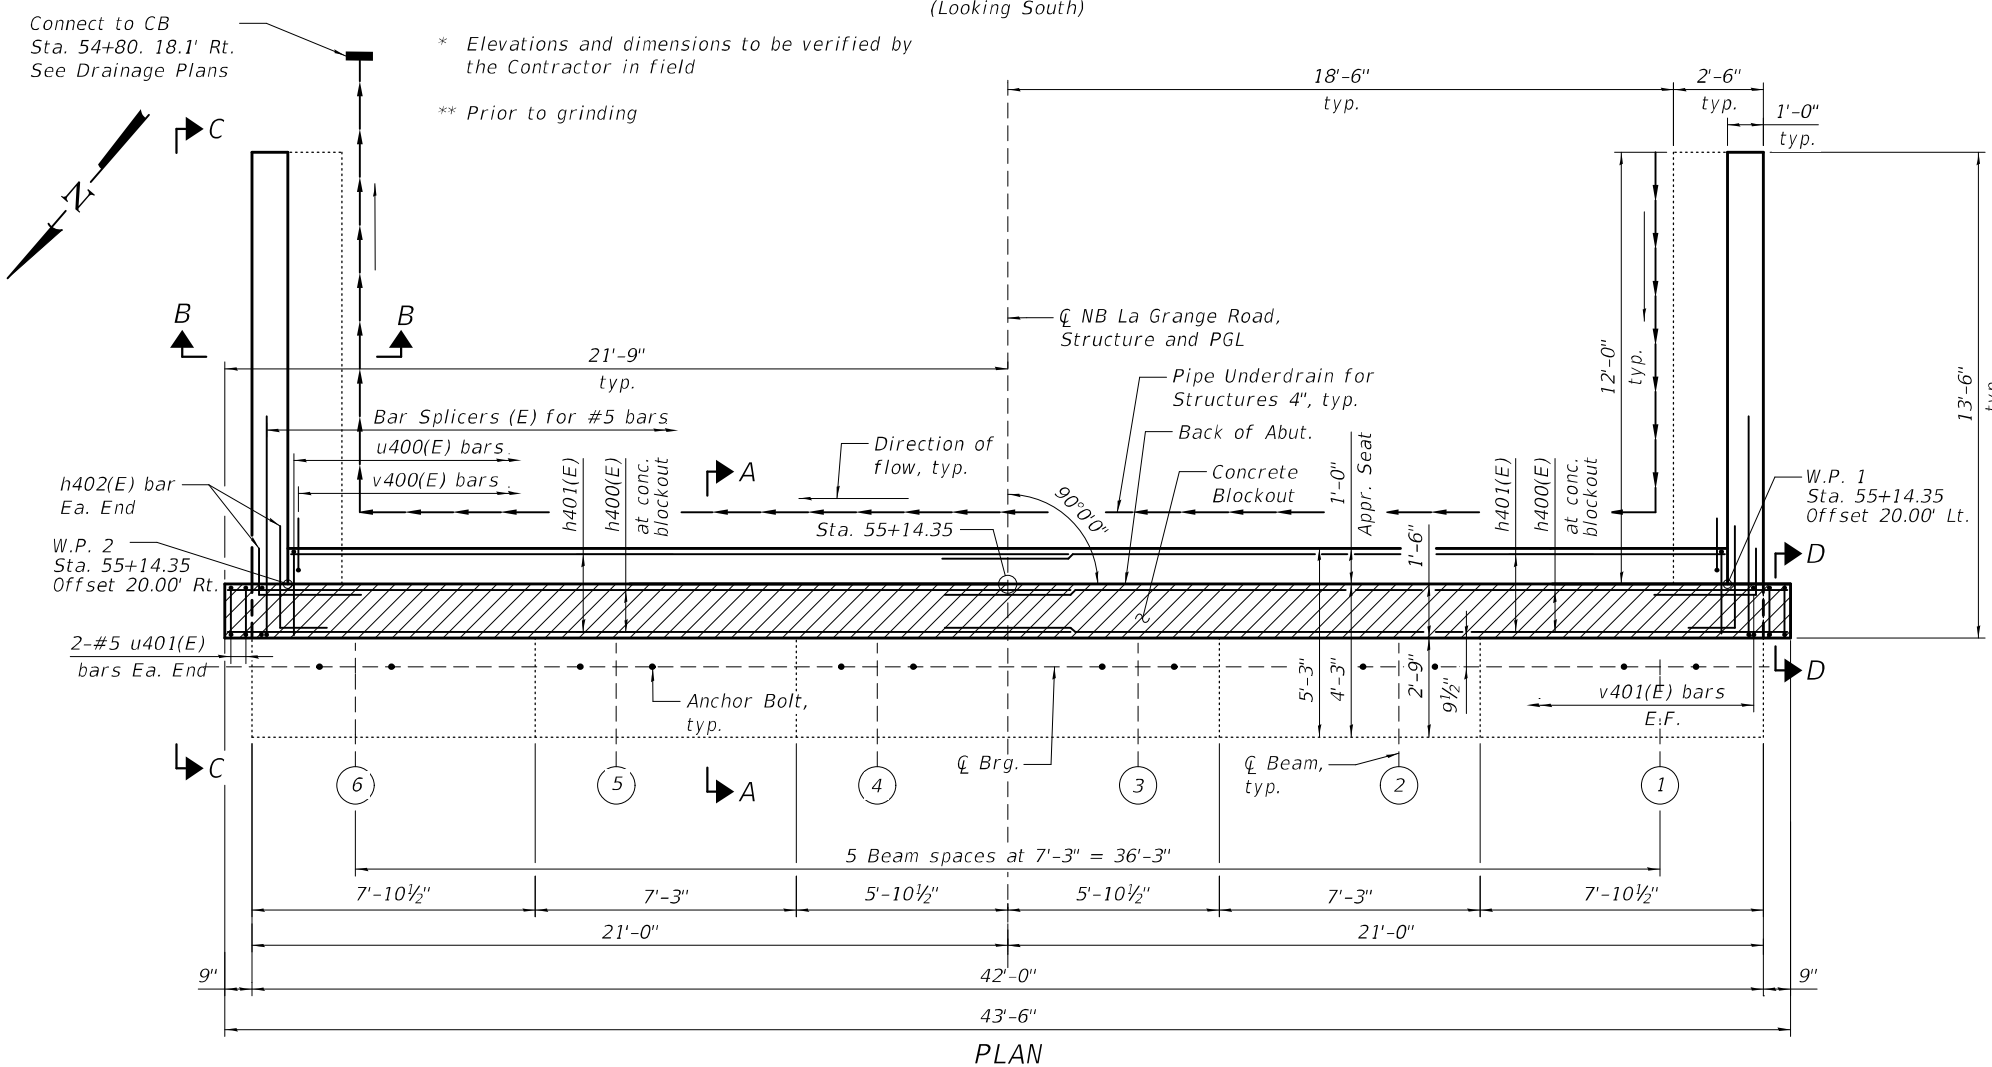 (Looking South)
Connect to CB
Sta. 54+80. 18.1' Rt.
See Drainage Plans
* Elevations and dimensions to be verified by
the Contractor in field
** Prior to grinding
18'-6"
typ.
2'-6"
typ.
1'-0"
typ.
C
N
B
B
21'-9"
typ.
℄ NB La Grange Road,
Structure and PGL
12'-0"
typ.
13'-6"
typ.
Pipe Underdrain for
Structures 4", typ.
Bar Splicers (E) for #5 bars
u400(E) bars
v400(E) bars
Direction of
flow, typ.
Back of Abut.
Concrete
Blockout
A
h402(E) bar
Ea. End
h401(E)
h400(E)
at conc.
blockout
90°0'0"
1'-0"
Appr. Seat
1'-6"
h401(E)
h400(E)
at conc.
blockout
W.P. 1
Sta. 55+14.35
Offset 20.00' Lt.
Sta. 55+14.35
W.P. 2
Sta. 55+14.35
Offset 20.00' Rt.
D
2-#5 u401(E)
bars Ea. End
Anchor Bolt,
typ.
5'-3"
4'-3"
2'-9"
9½"
v401(E) bars
E.F.
D
C
A
℄ Brg.
℄ Beam,
typ.
6
5
4
3
2
1
5 Beam spaces at 7'-3" = 36'-3"
7'-10½"
7'-3"
5'-10½"
5'-10½"
7'-3"
7'-10½"
21'-0"
21'-0"
9"
42'-0"
9"
43'-6"
PLAN